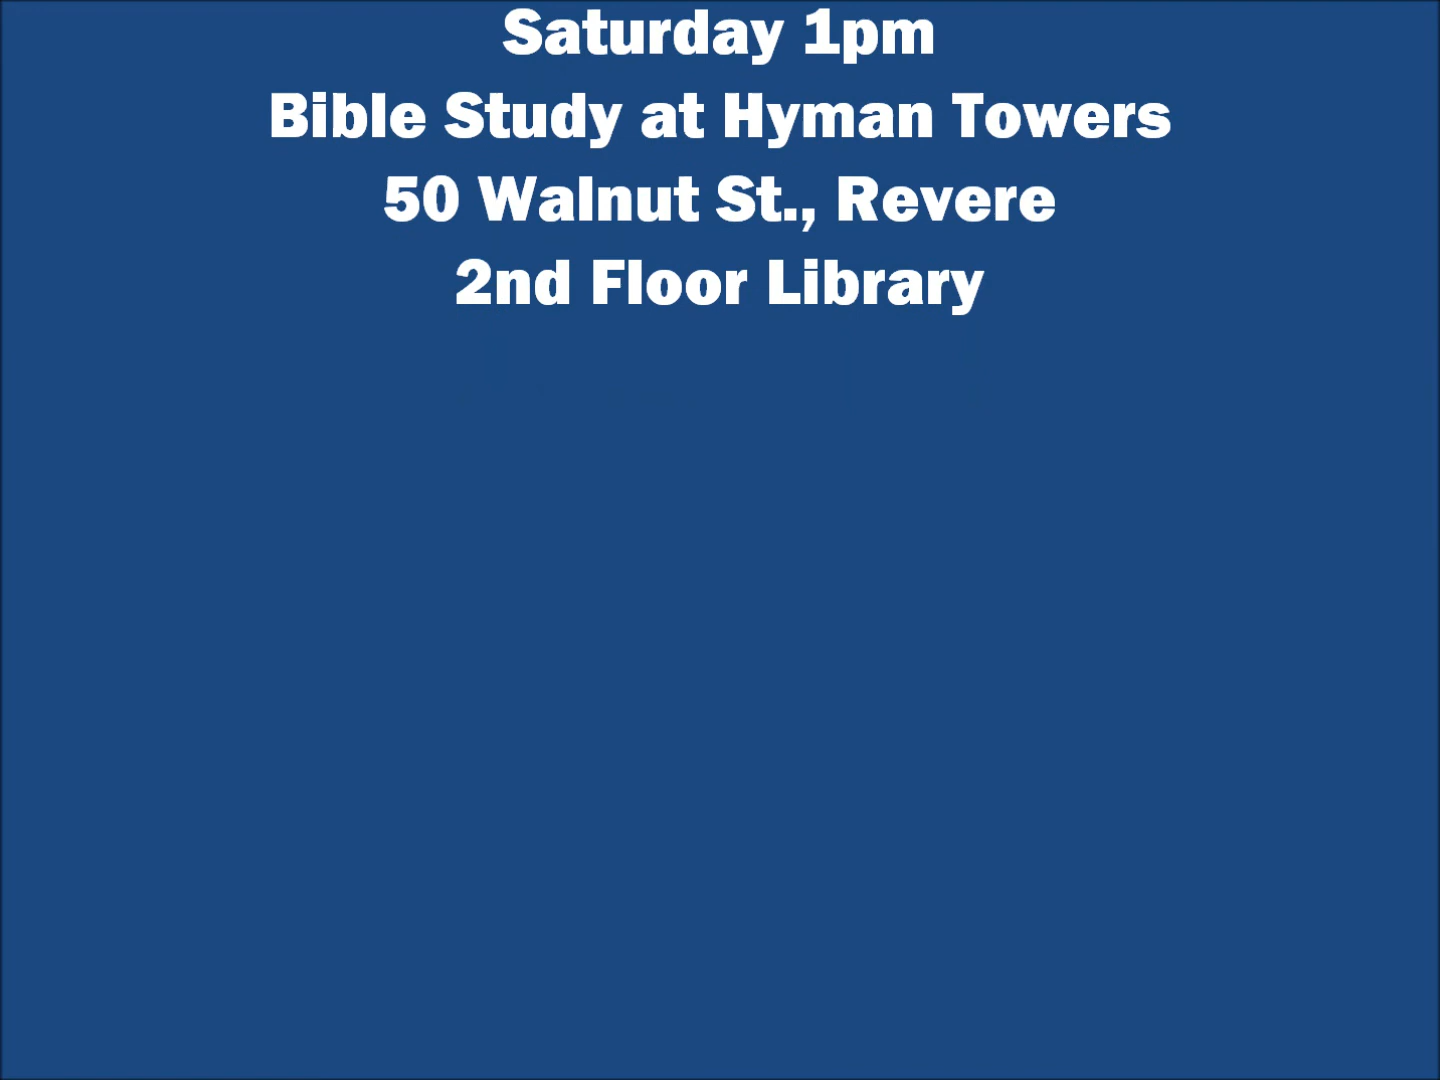 Saturday 1pm
Bible Study at Hyman Towers
50 Walnut St., Revere
2nd Floor Library